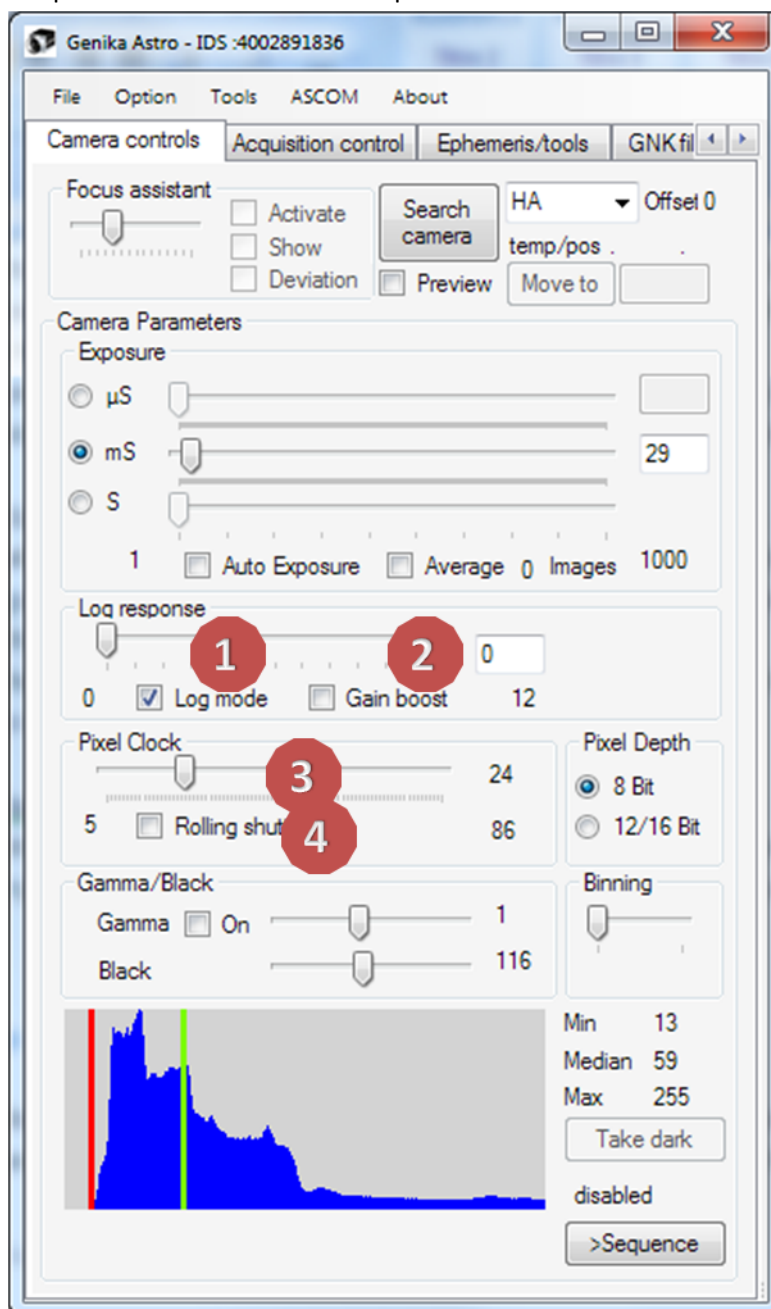 Genika Astro - IDS :4002891836
File Option Tools ASCOM About
Camera controls Acquisition control Ephemeris/tools GNK fil
Focus assistant
Activate
Show
Deviation
Search camera
HA
Offset 0
temp/pos . .
Preview
Move to
Camera Parameters
Exposure
µS
mS 29
S
1 Auto Exposure Average 0 Images 1000
Log response
1 2 0
0 Log mode Gain boost 12
Pixel Clock
3 24
5 Rolling shut 4 86
Pixel Depth
8 Bit
12/16 Bit
Gamma/Black
Gamma On 1
Black 116
Binning
Min 13
Median 59
Max 255
Take dark
disabled
>Sequence